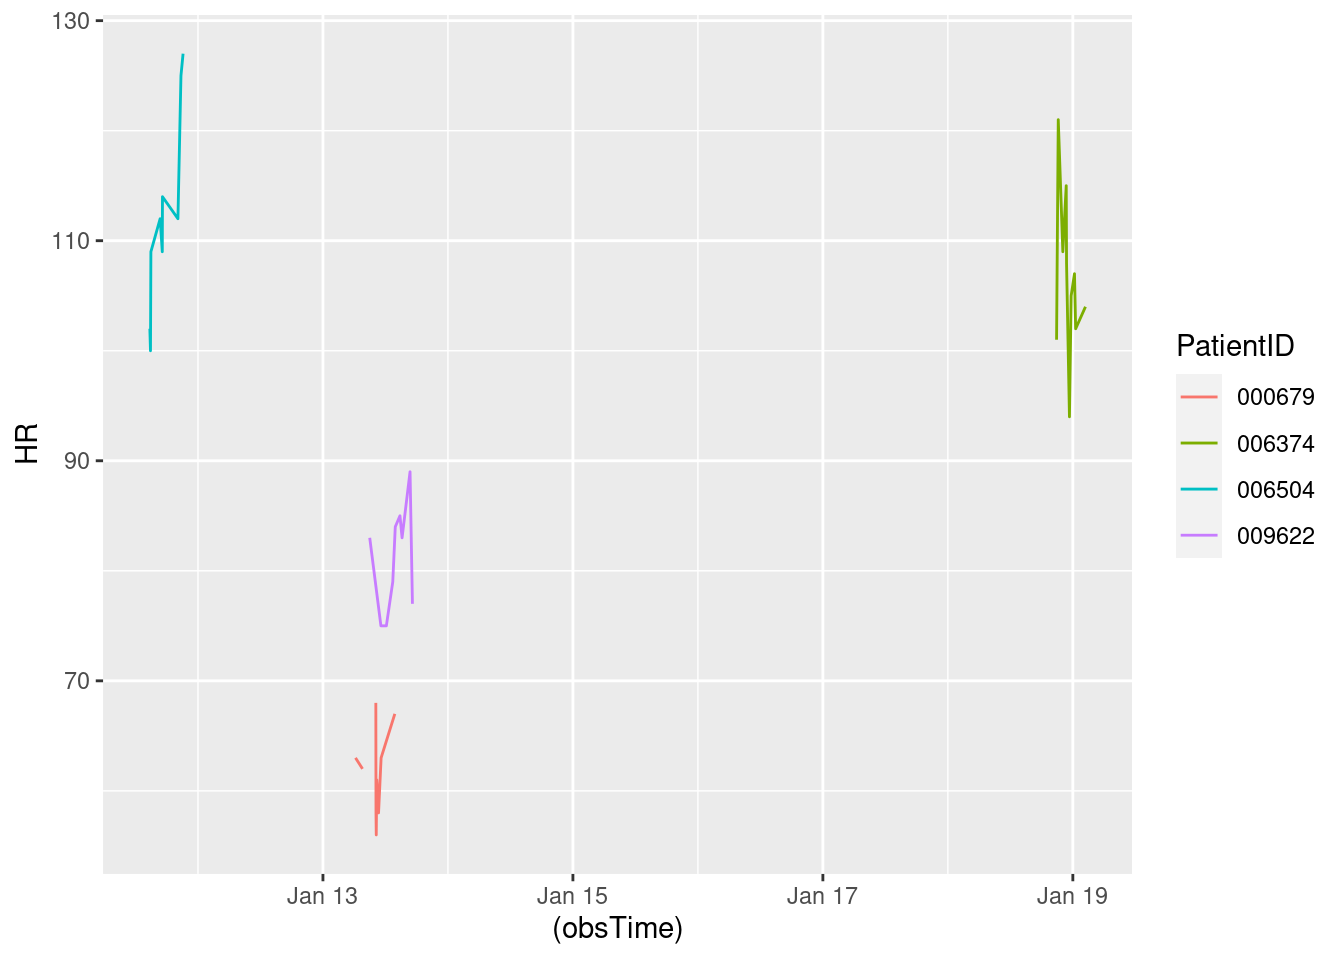 130
110
90
70
HR
Jan 13
Jan 15
Jan 17
Jan 19
(obsTime)
PatientID
000679
006374
006504
009622